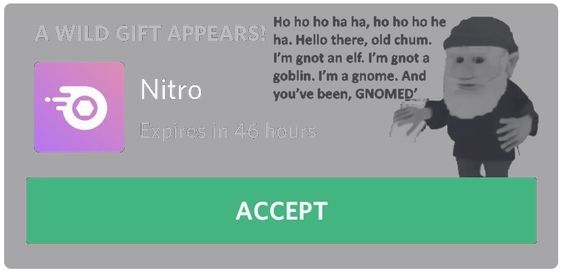 A WILD GIFT APPEARS!
Ho ho ho ha ha, ho ho ho he
ha. Hello there, old chum.
I'm gnot an elf. I'm gnot a
goblin. I'm a gnome. And
you've been, GNOMED'
Nitro
Expires in 46 hours
ACCEPT